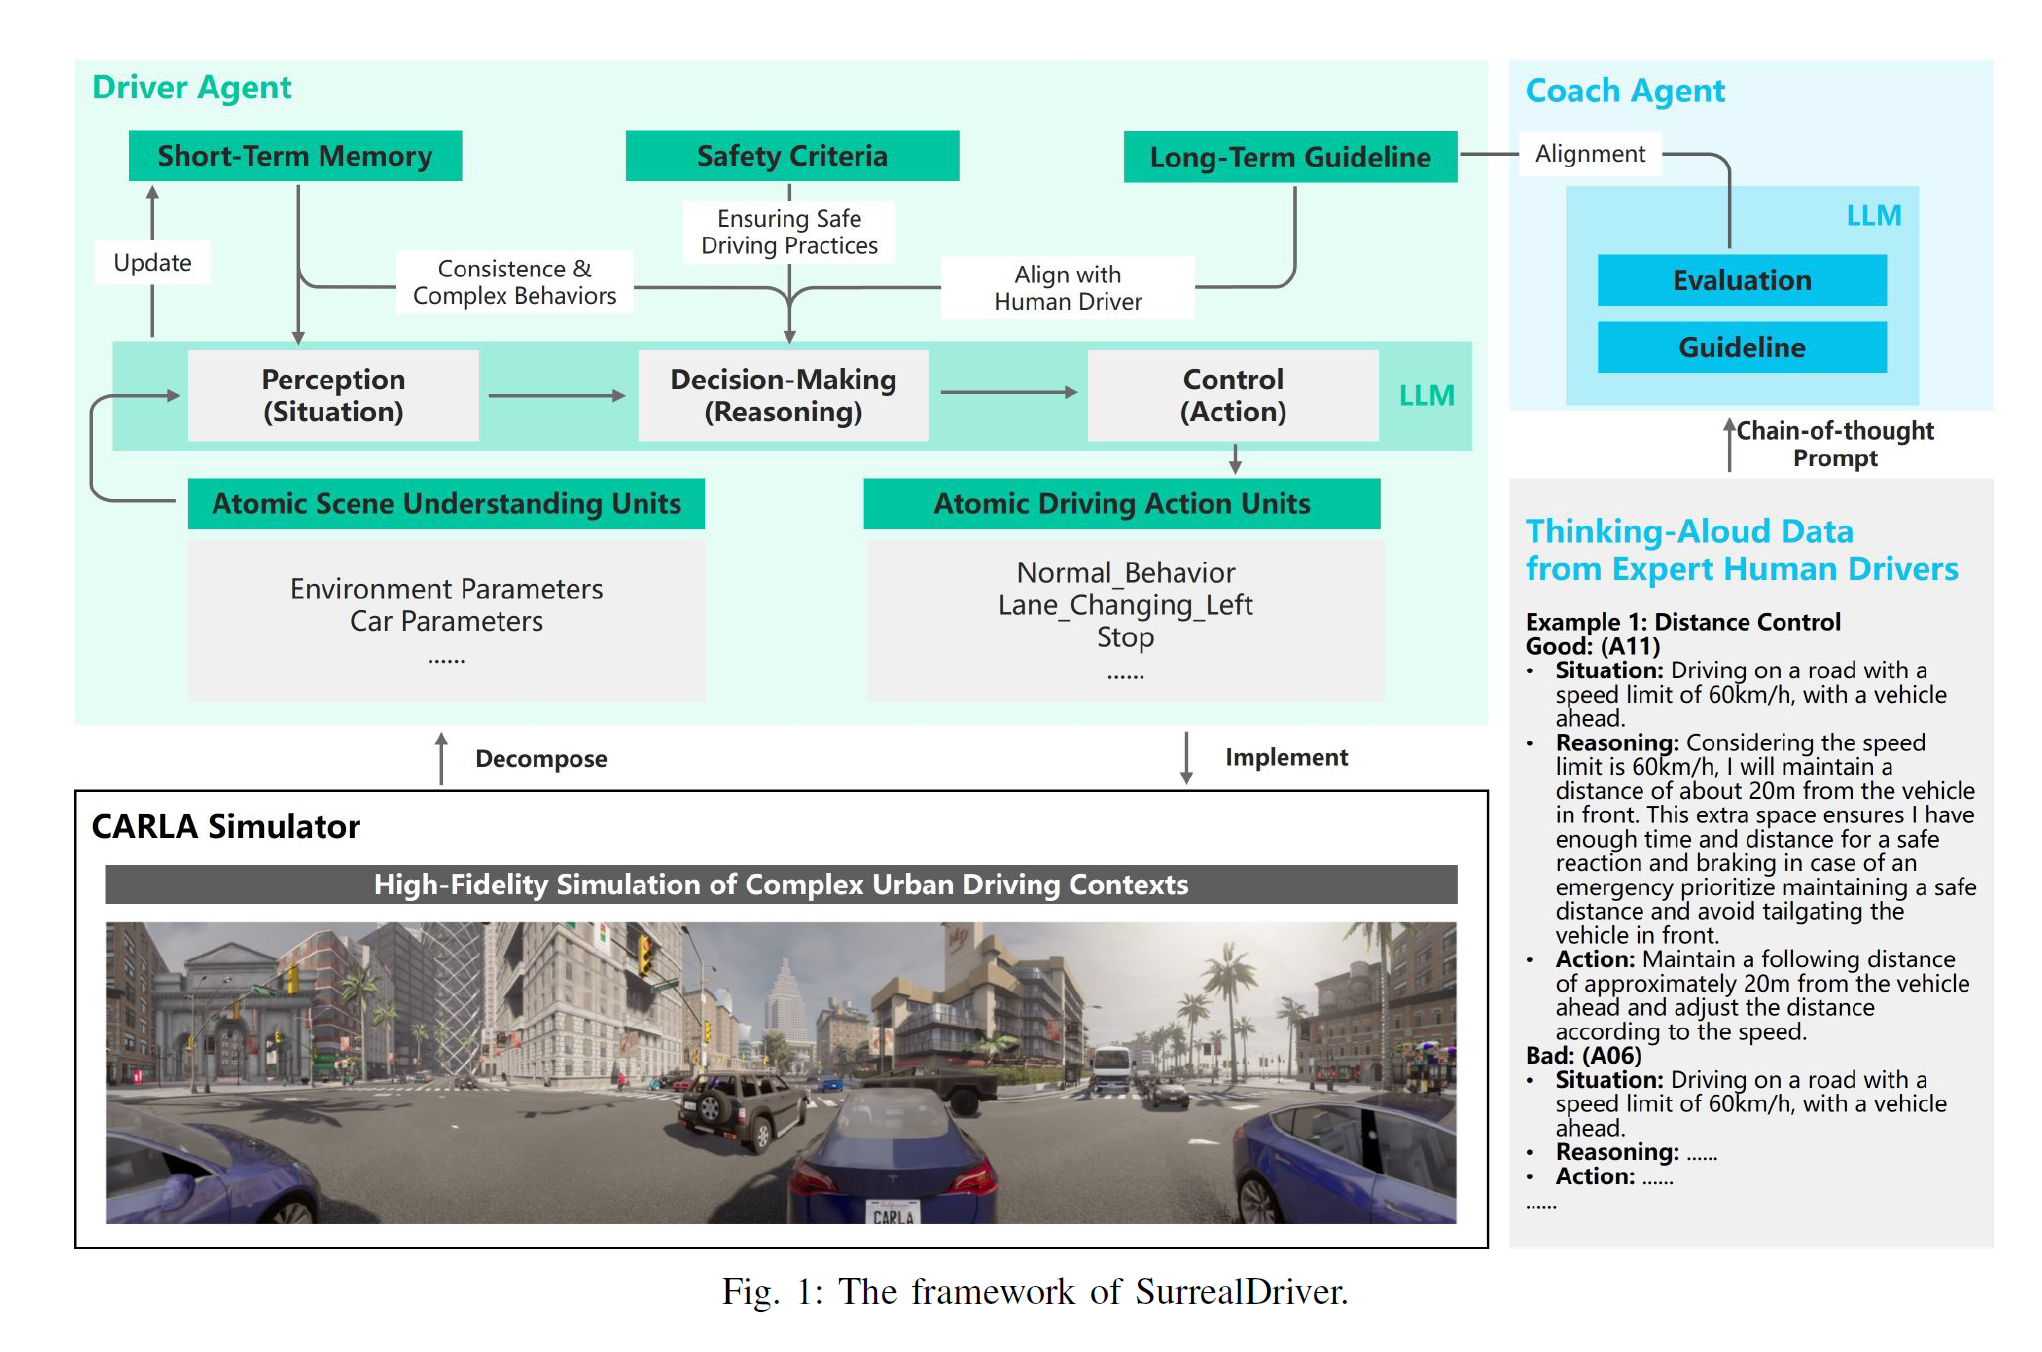 Driver Agent
Short-Term Memory
Safety Criteria
Long-Term Guideline
Update
Consistence &
Complex Behaviors
Ensuring Safe
Driving Practices
Align with
Human Driver
Perception
(Situation)
Decision-Making
(Reasoning)
Control
(Action)
LLM
Atomic Scene Understanding Units
Environment Parameters
Car Parameters
......
Atomic Driving Action Units
Normal_Behavior
Lane_Changing_Left
Stop
......
Decompose
Implement
CARLA Simulator
High-Fidelity Simulation of Complex Urban Driving Contexts
CARLA
Coach Agent
Alignment
LLM
Evaluation
Guideline
Chain-of-thought
Prompt
Thinking-Aloud Data
from Expert Human Drivers
Example 1: Distance Control
Good: (A11)
• Situation: Driving on a road with a
speed limit of 60km/h, with a vehicle
ahead.
• Reasoning: Considering the speed
limit is 60km/h, I will maintain a
distance of about 20m from the vehicle
in front. This extra space ensures I have
enough time and distance for a safe
reaction and braking in case of an
emergency prioritize maintaining a safe
distance and avoid tailgating the
vehicle in front.
• Action: Maintain a following distance
of approximately 20m from the vehicle
ahead and adjust the distance
according to the speed.
Bad: (A06)
• Situation: Driving on a road with a
speed limit of 60km/h, with a vehicle
ahead.
• Reasoning: ......
• Action: ......
......
Fig. 1: The framework of SurrealDriver.